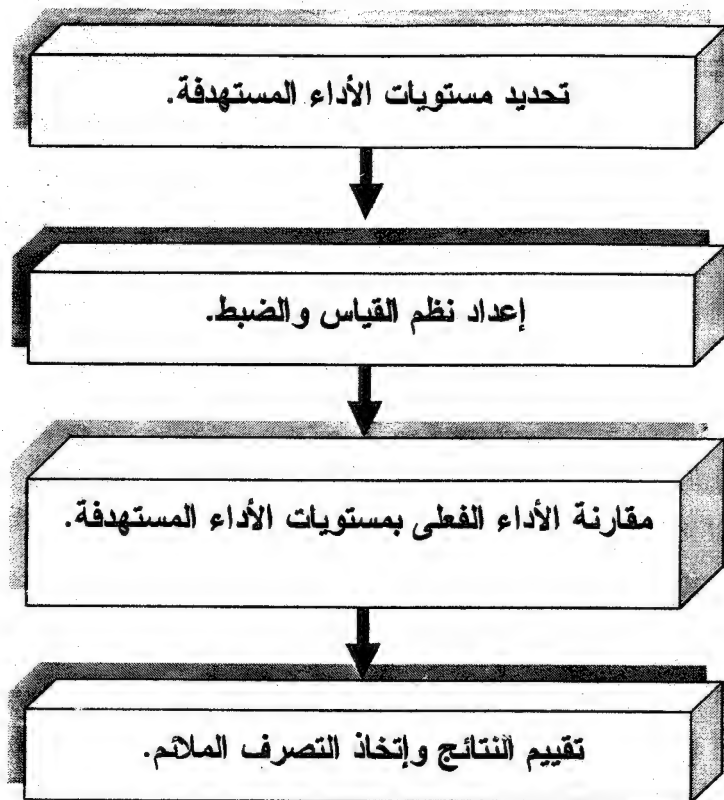 تحديد مستويات الأداء المستهدفة.
إعداد نظم القياس والضبط.
مقارنة الأداء الفعلى بمستويات الأداء المستهدفة.
تقييم النتائج وإتخاذ التصرف الملائم.